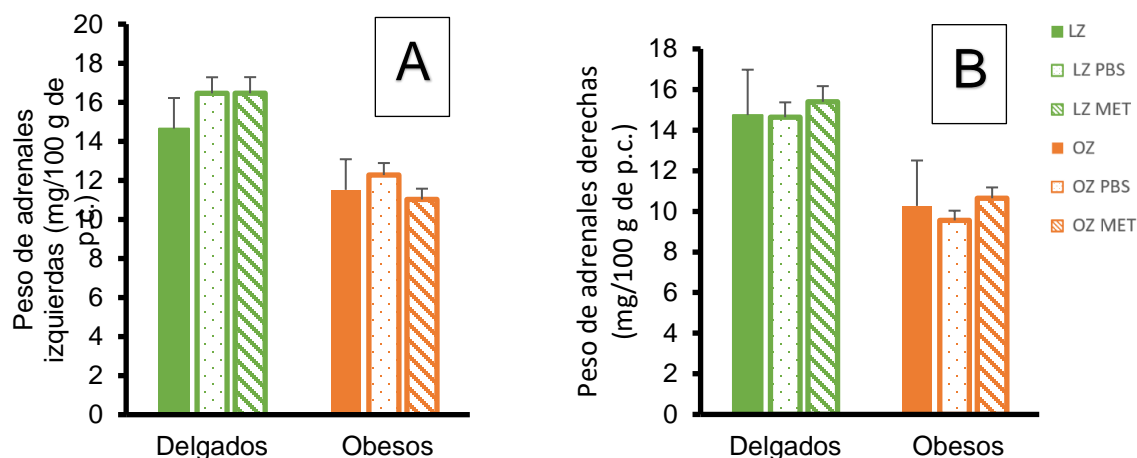 Peso de adrenales
izquierdas (mg/100 g de
p.c.)
20
18
16
14
12
10
8
6
4
2
0
Delgados
Obesos
A
Peso de adrenales derechas
(mg/100 g de p.c.)
18
16
14
12
10
8
6
4
2
0
Delgados
Obesos
B
LZ
LZ PBS
LZ MET
OZ
OZ PBS
OZ MET